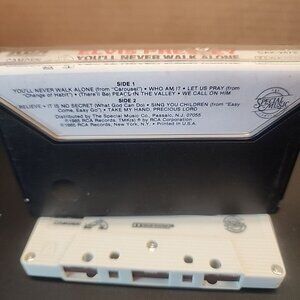 ELVIS PRESLEY
YOU'LL NEVER WALK ALONE
SIDE 1
YOU'LL NEVER WALK ALONE (from "Carousel") • WHO AM I? • LET US PRAY (from
"Change of Habit") • (There'll Be) PEACE IN THE VALLEY • WE CALL ON HIM
SIDE 2
I BELIEVE • IT IS NO SECRET (What God Can Do) • SING YOU CHILDREN (from "Easy
Come, Easy Go") • TAKE MY HAND, PRECIOUS LORD
Distributed by The Special Music Co., Passaic, N.J. 07055
©1985 RCA Records. TMK(s) ® by RCA Corporation
℗1985 RCA Records, New York, N.Y. • Printed in U.S.A.
SPECIAL
MUSIC